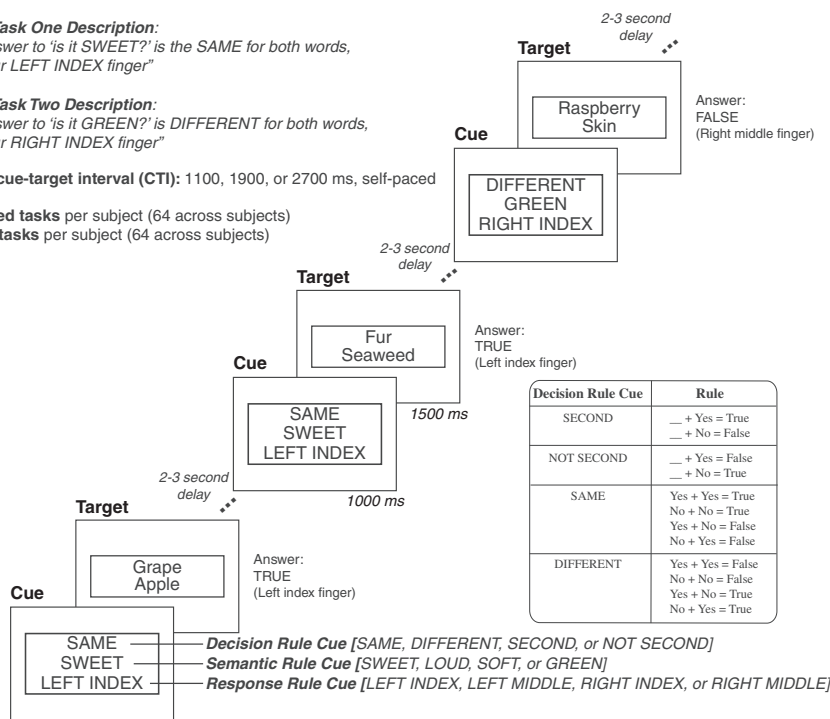 Task One Description:
swer to 'is it SWEET?' is the SAME for both words,
r LEFT INDEX finger"
Task Two Description:
swer to 'is it GREEN?' is DIFFERENT for both words,
r RIGHT INDEX finger"
cue-target interval (CTI): 1100, 1900, or 2700 ms, self-paced
ed tasks per subject (64 across subjects)
tasks per subject (64 across subjects)
2-3 second
delay
Target
Raspberry
Skin
Answer:
FALSE
(Right middle finger)
Cue
DIFFERENT
GREEN
RIGHT INDEX
2-3 second
delay
Target
Fur
Seaweed
Answer:
TRUE
(Left index finger)
1500 ms
Cue
SAME
SWEET
LEFT INDEX
1000 ms
Decision Rule Cue Rule
SECOND __ + Yes = True
__ + No = False
NOT SECOND __ + Yes = False
__ + No = True
SAME Yes + Yes = True
No + No = True
Yes + No = False
No + Yes = False
DIFFERENT Yes + Yes = False
No + No = False
Yes + No = True
No + Yes = True
2-3 second
delay
Target
Grape
Apple
Answer:
TRUE
(Left index finger)
Cue
SAME Decision Rule Cue [SAME, DIFFERENT, SECOND, or NOT SECOND]
SWEET Semantic Rule Cue [SWEET, LOUD, SOFT, or GREEN]
LEFT INDEX Response Rule Cue [LEFT INDEX, LEFT MIDDLE, RIGHT INDEX, or RIGHT MIDDLE]